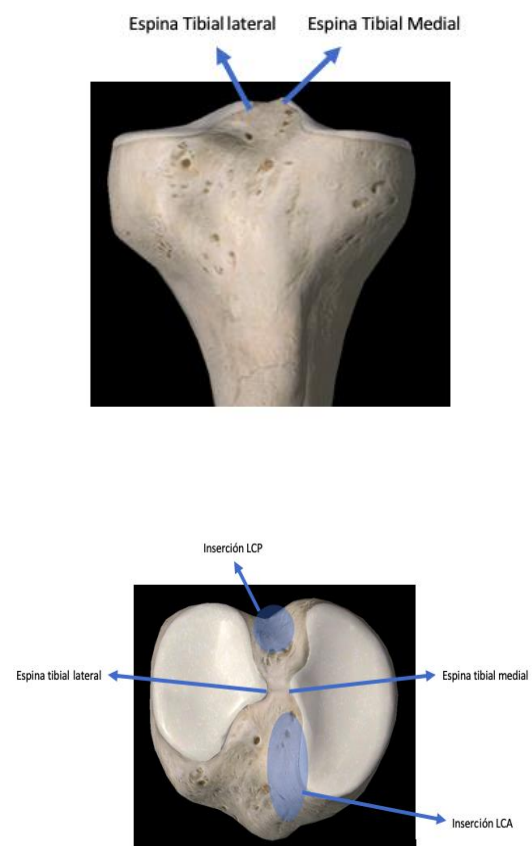 Espina Tibial lateral
Espina Tibial Medial
Inserción LCP
Espina tibial lateral
Espina tibial medial
Inserción LCA